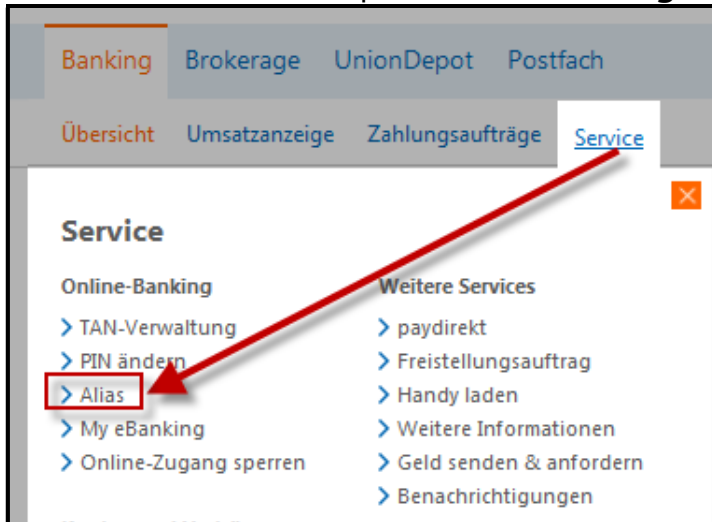 Banking Brokerage UnionDepot Postfach
Übersicht Umsatzanzeige Zahlungsaufträge Service
Service
Online-Banking
TAN-Verwaltung
PIN ändern
Alias
My eBanking
Online-Zugang sperren
Weitere Services
paydirekt
Freistellungsauftrag
Handy laden
Weitere Informationen
Geld senden & anfordern
Benachrichtigungen